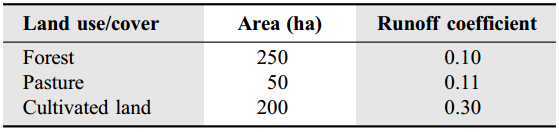 Land use/cover Area (ha) Runoff coefficient
Forest 250 0.10
Pasture 50 0.11
Cultivated land 200 0.30